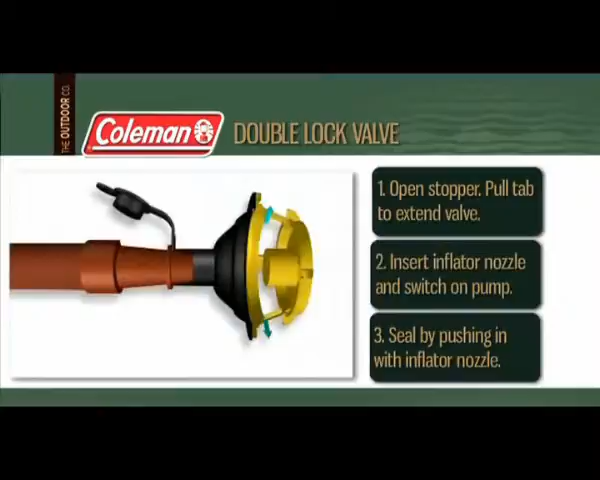 THE OUTDOOR CO.
Coleman
DOUBLE LOCK VALVE
1. Open stopper. Pull tab
to extend valve.
2. Insert inflator nozzle
and switch on pump.
3. Seal by pushing in
with inflator nozzle.